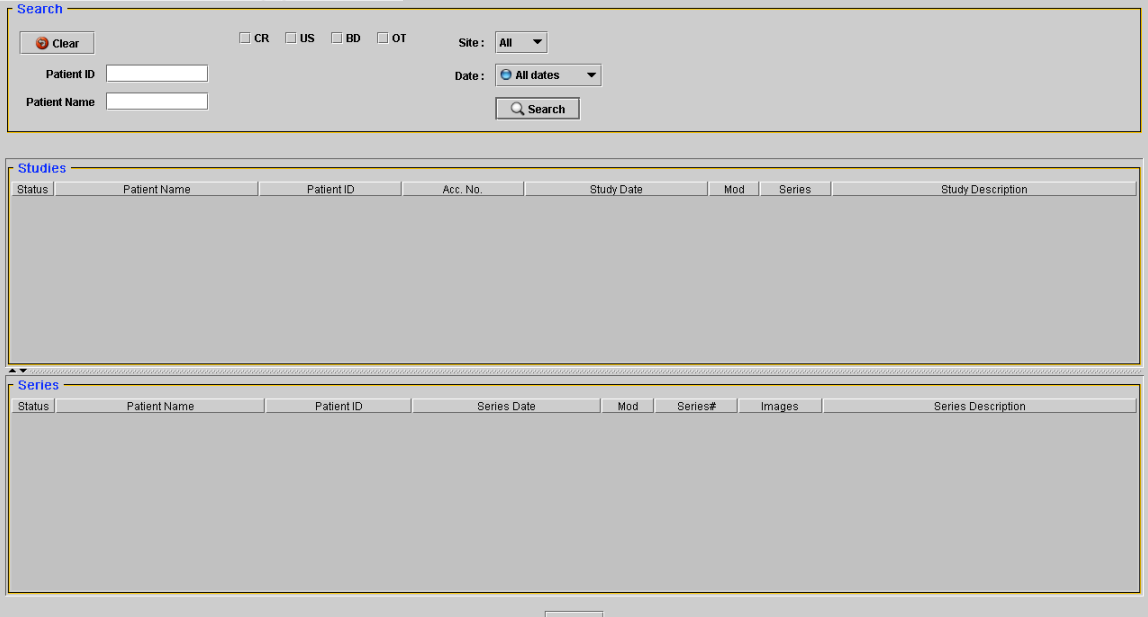 Search
Clear CR US BD OT Site : All
Patient ID Date : All dates
Patient Name Search
Studies
Status Patient Name Patient ID Acc. No. Study Date Mod Series Study Description
Series
Status Patient Name Patient ID Series Date Mod Series# Images Series Description